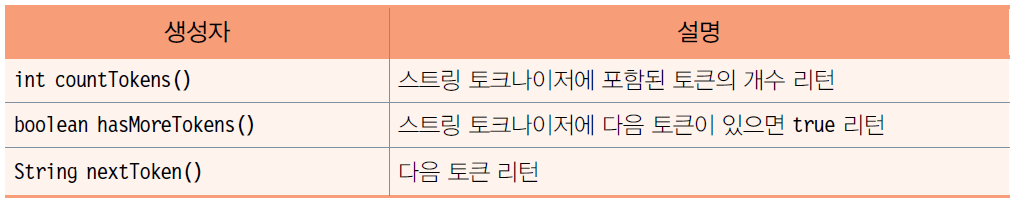 생성자 설명
int countTokens() 스트링 토크나이저에 포함된 토큰의 개수 리턴
boolean hasMoreTokens() 스트링 토크나이저에 다음 토큰이 있으면 true 리턴
String nextToken() 다음 토큰 리턴